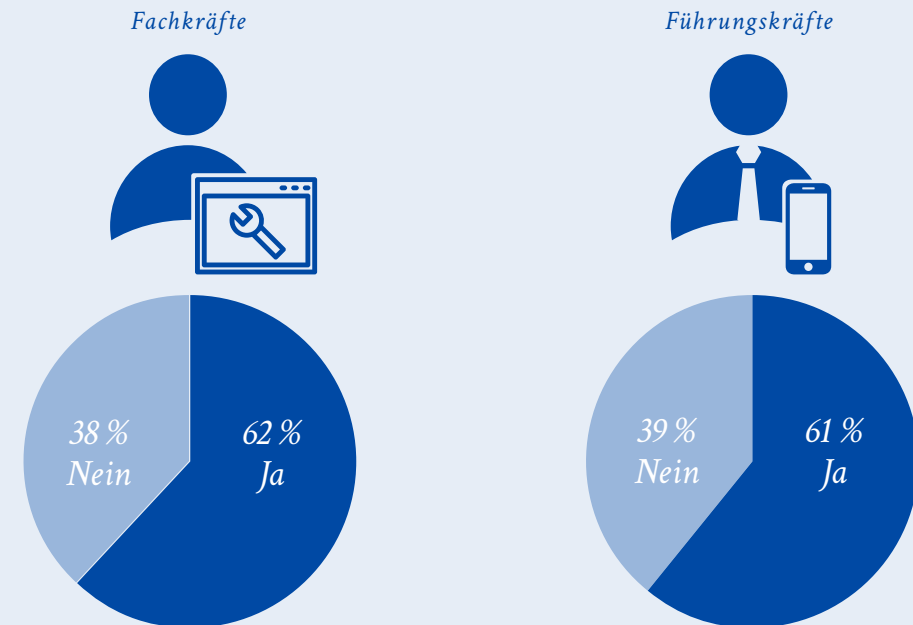 Fachkräfte
Führungskräfte
38 %
Nein
62 %
Ja
39 %
Nein
61 %
Ja